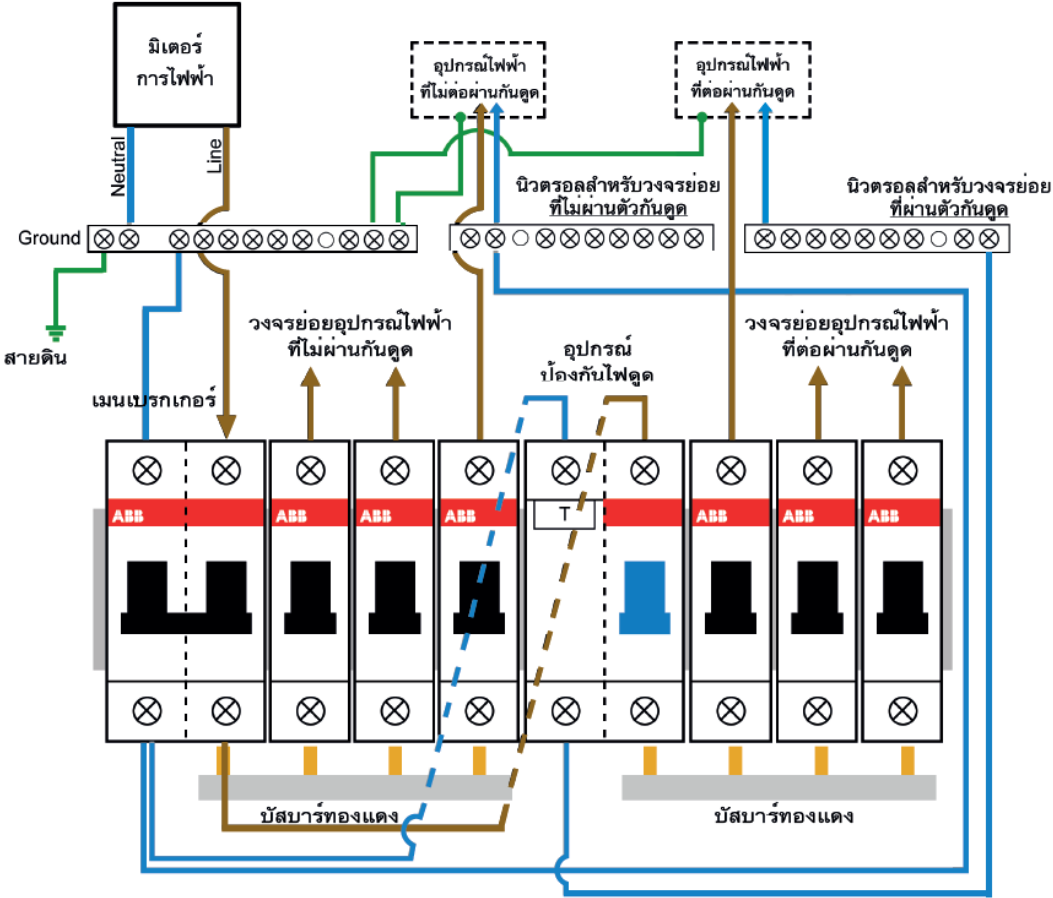 มิเตอร์
การไฟฟ้า
อุปกรณ์ไฟฟ้า
ที่ไม่ต่อผ่านกันดูด
อุปกรณ์ไฟฟ้า
ที่ต่อผ่านกันดูด
Neutral
Line
นิวตรอลสำหรับวงจรย่อย
ที่ไม่ผ่านตัวกันดูด
นิวตรอลสำหรับวงจรย่อย
ที่ผ่านตัวกันดูด
Ground
สายดิน
วงจรย่อยอุปกรณ์ไฟฟ้า
ที่ไม่ผ่านกันดูด
อุปกรณ์
ป้องกันไฟดูด
วงจรย่อยอุปกรณ์ไฟฟ้า
ที่ต่อผ่านกันดูด
เมนเบรกเกอร์
ABB
ABB
ABB
ABB
T
ABB
ABB
ABB
บัสบาร์ทองแดง
บัสบาร์ทองแดง